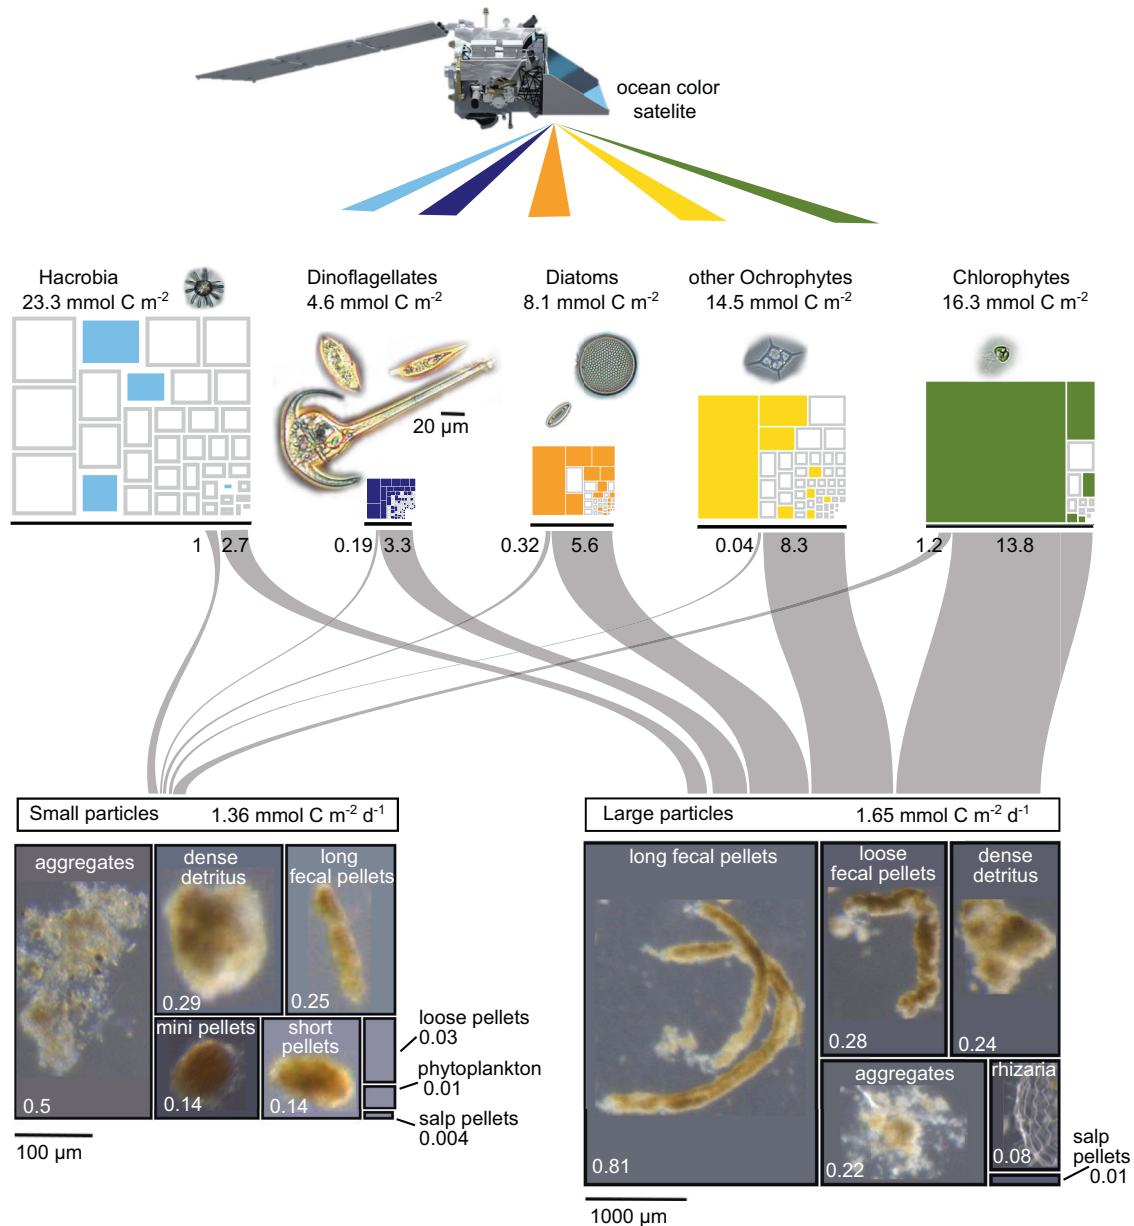 ocean color
satelite
Hacrobia
23.3 mmol C m⁻²
Dinoflagellates
4.6 mmol C m⁻²
Diatoms
8.1 mmol C m⁻²
other Ochrophytes
14.5 mmol C m⁻²
Chlorophytes
16.3 mmol C m⁻²
20 µm
1 2.7
0.19 3.3
0.32 5.6
0.04 8.3
1.2 13.8
Small particles 1.36 mmol C m⁻² d⁻¹
aggregates
0.5
dense
detritus
0.29
long
fecal pellets
0.25
mini pellets
0.14
short
pellets
0.14
loose pellets
0.03
phytoplankton
0.01
salp pellets
0.004
100 µm
Large particles 1.65 mmol C m⁻² d⁻¹
long fecal pellets
0.81
loose
fecal pellets
0.28
dense
detritus
0.24
aggregates
0.22
rhizaria
0.08
salp
pellets
0.01
1000 µm